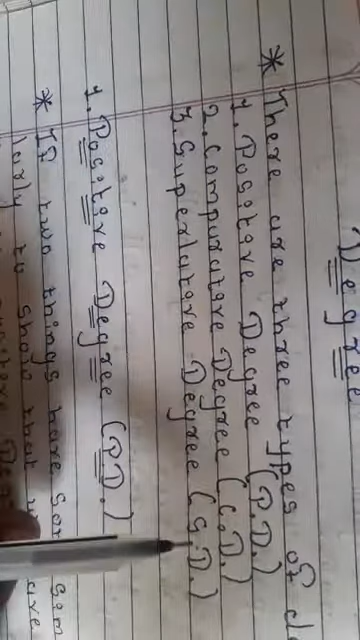 Degree
* There are three types of d
1. Positive Degree (P.D.)
2. Comparative Degree (C.D.)
3. Superlative Degree (S.D.)
1. Positive Degree (P.D.)
* If two things have som
to show that